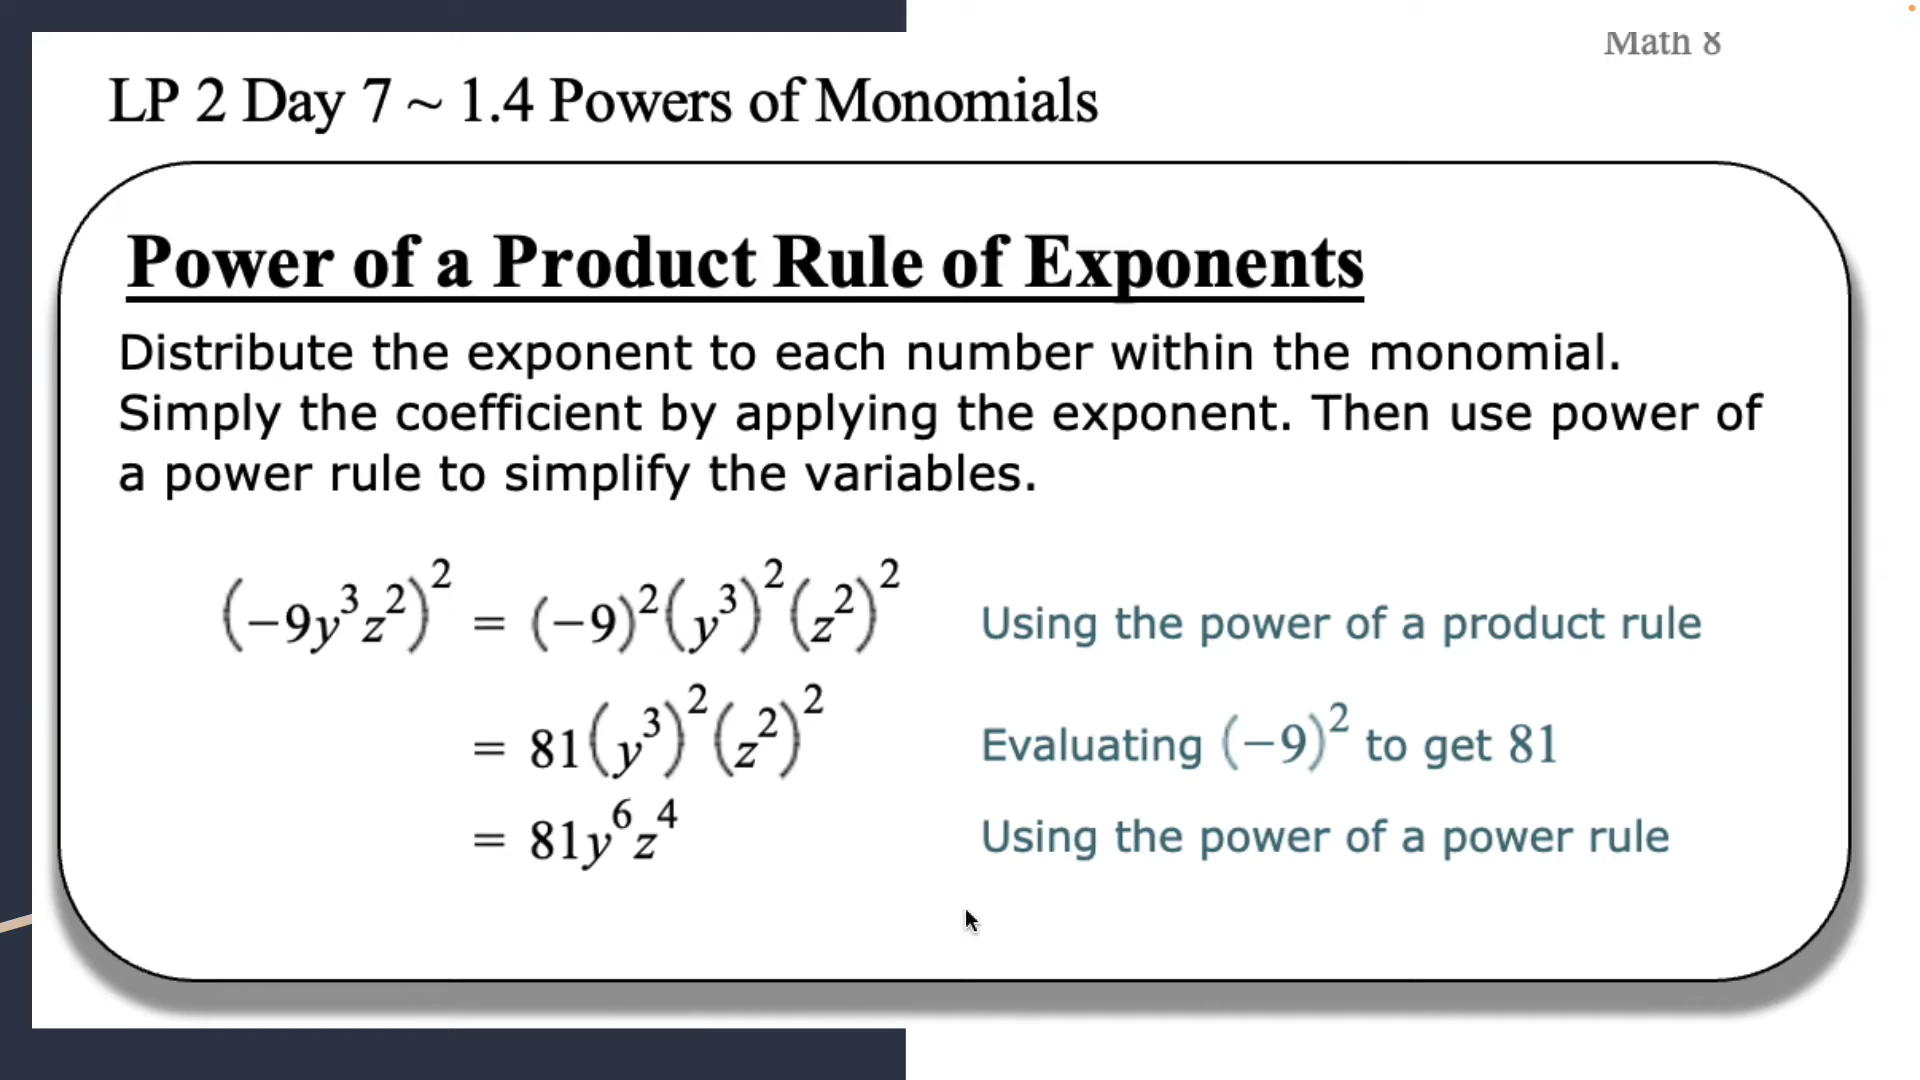 Math 8
LP 2 Day 7 ~ 1.4 Powers of Monomials
Power of a Product Rule of Exponents
Distribute the exponent to each number within the monomial.
Simply the coefficient by applying the exponent. Then use power of
a power rule to simplify the variables.
(−9y³z²)² = (−9)²(y³)²(z²)² Using the power of a product rule
= 81(y³)²(z²)² Evaluating (−9)² to get 81
= 81y⁶z⁴ Using the power of a power rule